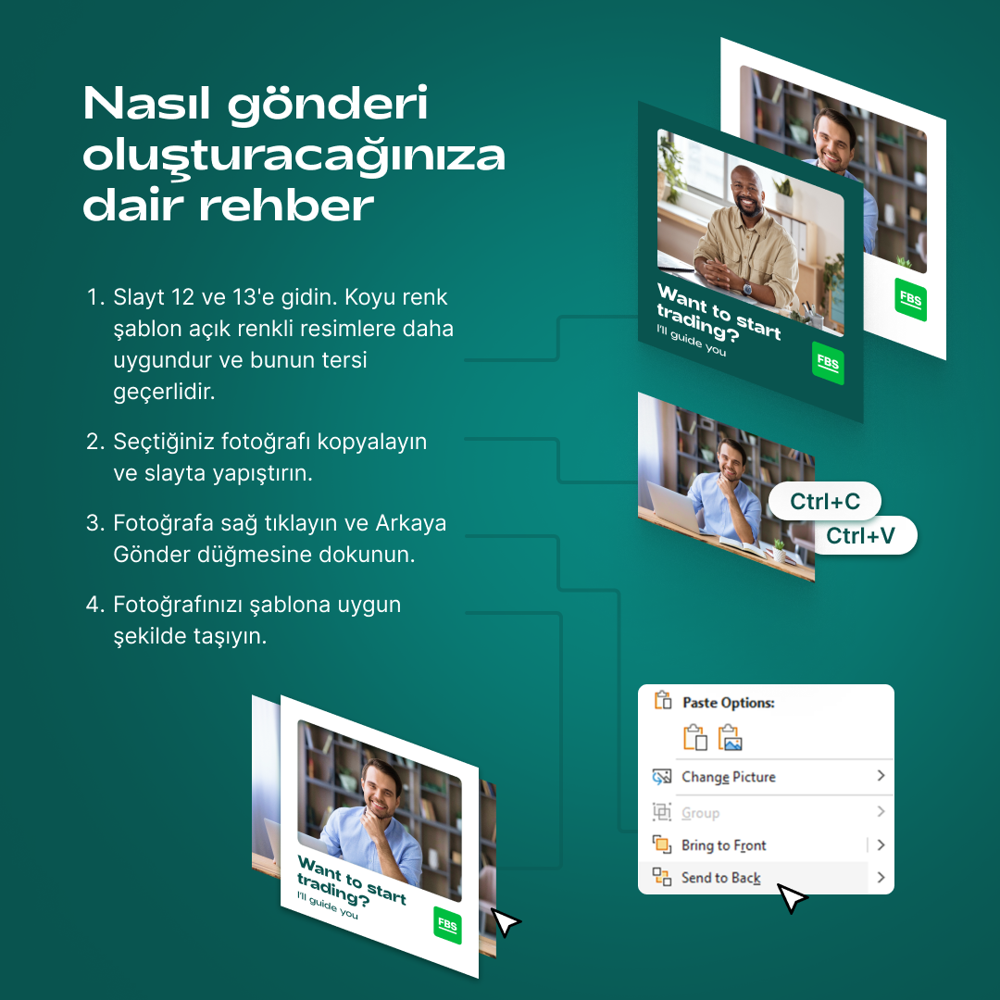 Nasıl gönderi
oluşturacağınıza
dair rehber
1. Slayt 12 ve 13'e gidin. Koyu renk
şablon açık renkli resimlere daha
uygundur ve bunun tersi
geçerlidir.
2. Seçtiğiniz fotoğrafı kopyalayın
ve slayta yapıştırın.
3. Fotoğrafa sağ tıklayın ve Arkaya
Gönder düğmesine dokunun.
4. Fotoğrafınızı şablona uygun
şekilde taşıyın.
FBS
Want to start
trading?
I'll guide you
FBS
Ctrl+C
Ctrl+V
Paste Options:
Change Picture
Group
Bring to Front
Send to Back
Want to start
trading?
I'll guide you
FBS